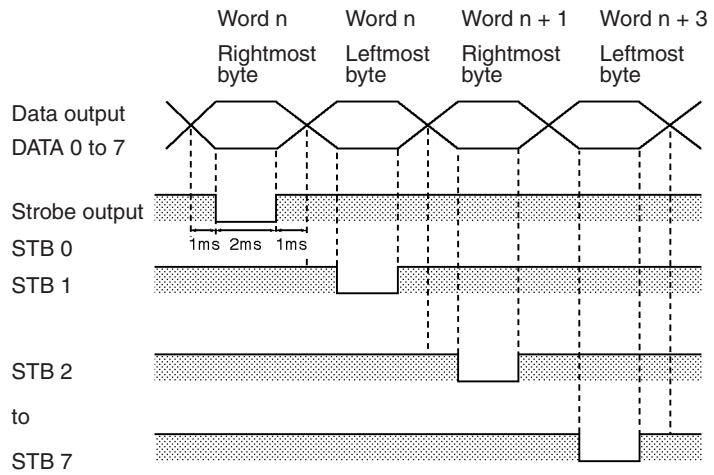 Word n Word n Word n + 1 Word n + 3
Rightmost byte Leftmost byte Rightmost byte Leftmost byte
Data output
DATA 0 to 7
Strobe output
1ms 2ms 1ms
STB 0
STB 1
STB 2
to
STB 7